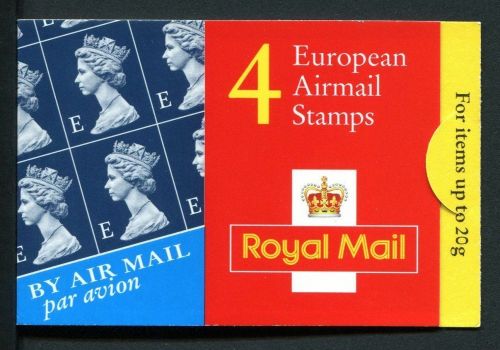 E
E
E
E
E
BY AIR MAIL
par avion
4
European
Airmail
Stamps
Royal Mail
For items up to 20g